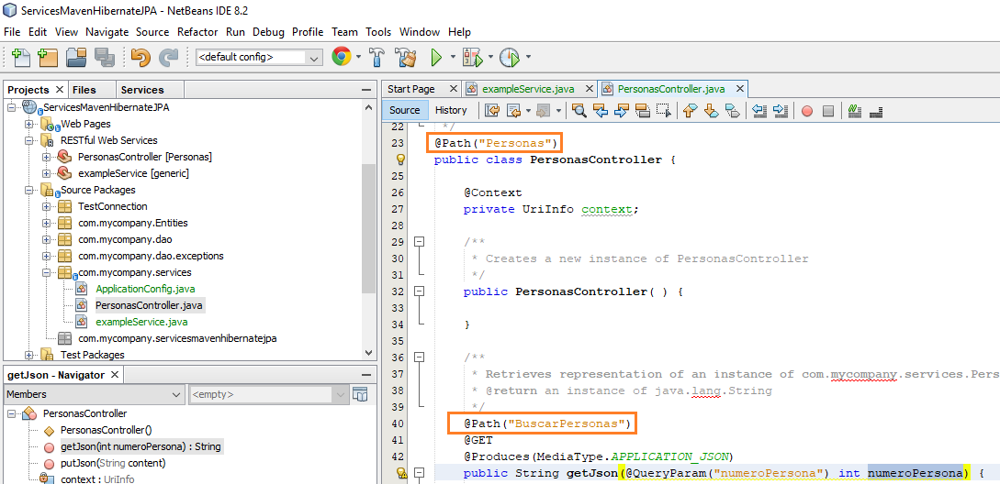 ServicesMavenHibernateJPA - NetBeans IDE 8.2
File Edit View Navigate Source Refactor Run Debug Profile Team Tools Window Help
<default config>
Projects Files Services
ServicesMavenHibernateJPA
Web Pages
RESTful Web Services
PersonasController [Personas]
exampleService [generic]
Source Packages
TestConnection
com.mycompany.Entities
com.mycompany.dao
com.mycompany.dao.exceptions
com.mycompany.services
ApplicationConfig.java
PersonasController.java
exampleService.java
com.mycompany.servicesmavenhibernatejpa
Test Packages
getJson - Navigator
Members <empty>
PersonasController
PersonasController()
getJson(int numeroPersona) : String
putJson(String content)
context : UriInfo
Start Page exampleService.java PersonasController.java
Source History
22 */
23 @Path("Personas")
public class PersonasController {
25
26 @Context
27 private UriInfo context;
28
29 /**
30 * Creates a new instance of PersonasController
31 */
32 public PersonasController( ) {
33
34 }
35
36 /**
37 * Retrieves representation of an instance of com.mycompany.services.Pers
38 * @return an instance of java.lang.String
39 */
40 @Path("BuscarPersonas")
41 @GET
42 @Produces(MediaType.APPLICATION_JSON)
public String getJson(@QueryParam("numeroPersona") int numeroPersona) {